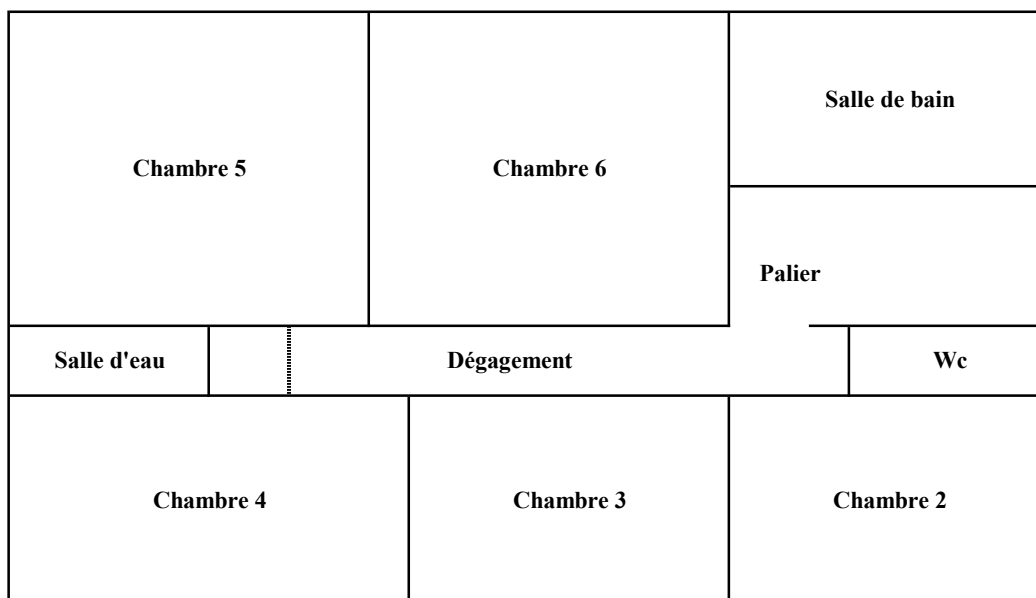 Salle de bain
Chambre 5
Chambre 6
Palier
Salle d'eau
Dégagement
Wc
Chambre 4
Chambre 3
Chambre 2